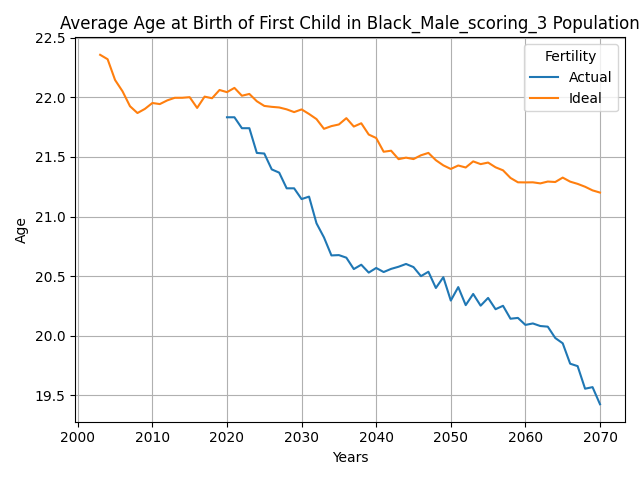 Average Age at Birth of First Child in Black_Male_scoring_3 Population
Fertility
Actual
Ideal
22.5
22.0
21.5
21.0
20.5
20.0
19.5
Age
2000 2010 2020 2030 2040 2050 2060 2070
Years